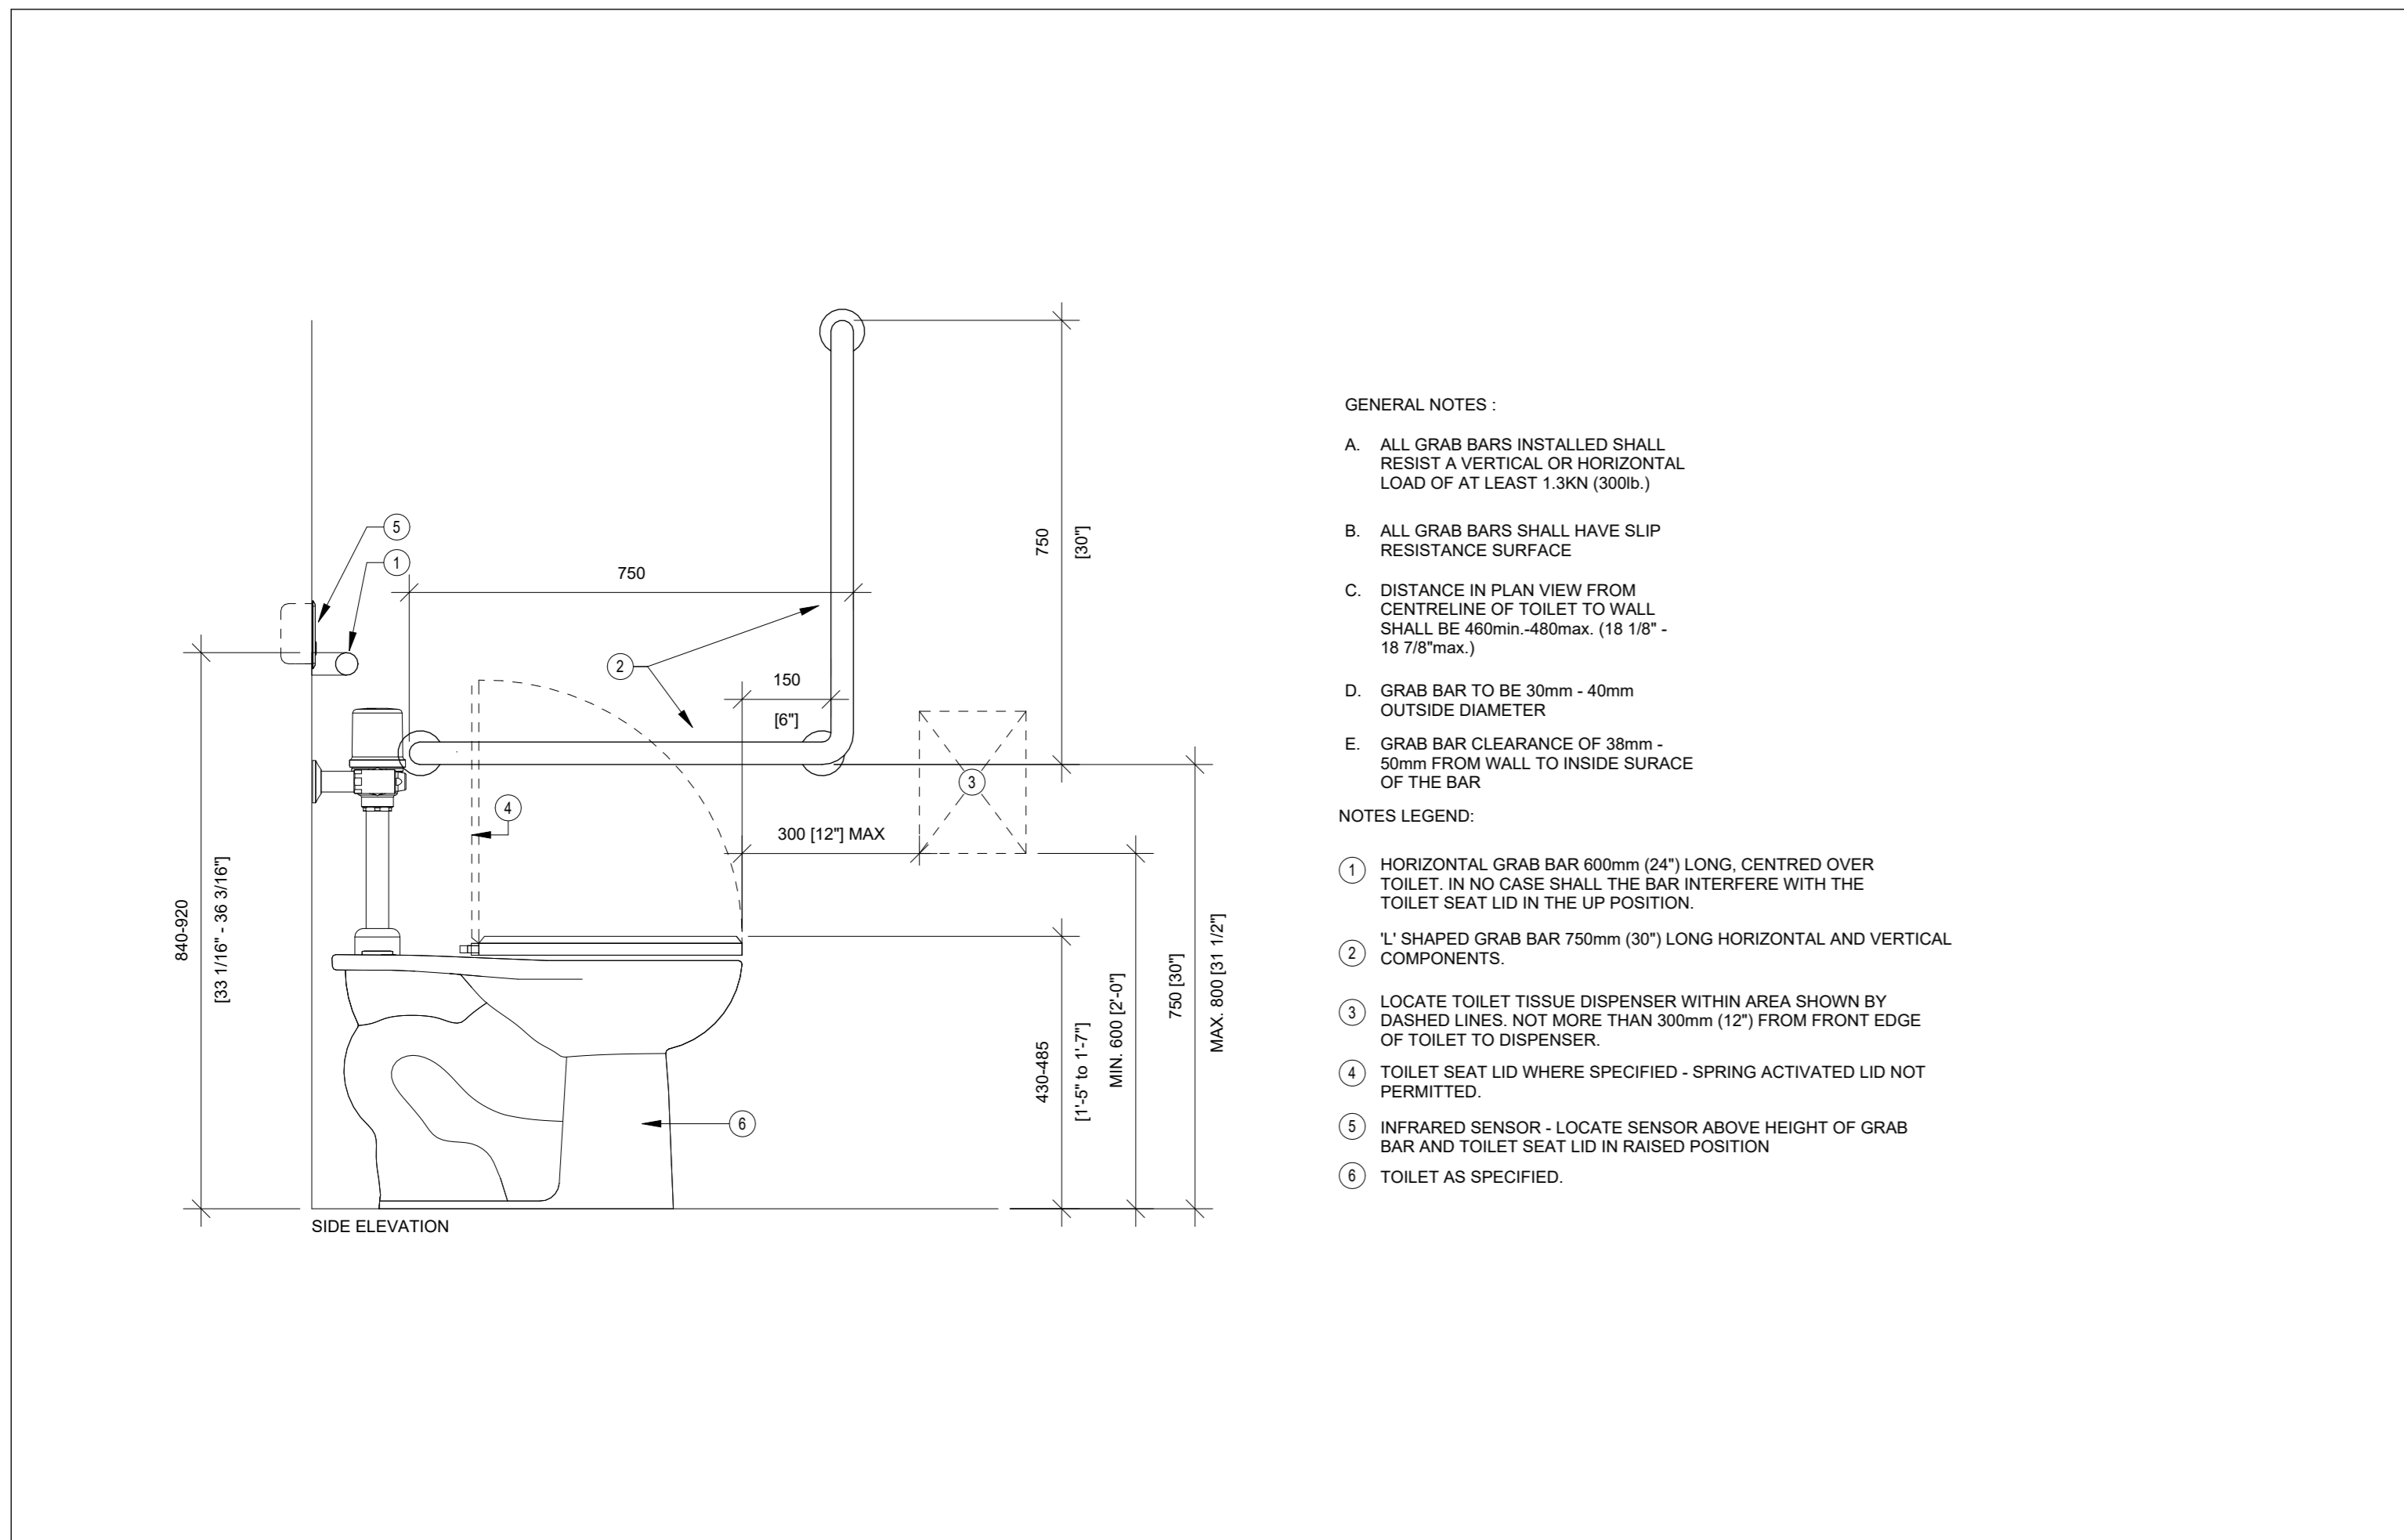 5
1
750
2
150
[6"]
750
[30"]
3
4
300 [12"] MAX
840-920
[33 1/16" - 36 3/16"]
430-485
[1'-5" to 1'-7"]
MIN. 600 [2'-0"]
750 [30"]
MAX. 800 [31 1/2"]
6
SIDE ELEVATION
GENERAL NOTES :
A. ALL GRAB BARS INSTALLED SHALL
RESIST A VERTICAL OR HORIZONTAL
LOAD OF AT LEAST 1.3KN (300lb.)
B. ALL GRAB BARS SHALL HAVE SLIP
RESISTANCE SURFACE
C. DISTANCE IN PLAN VIEW FROM
CENTRELINE OF TOILET TO WALL
SHALL BE 460min.-480max. (18 1/8" -
18 7/8"max.)
D. GRAB BAR TO BE 30mm - 40mm
OUTSIDE DIAMETER
E. GRAB BAR CLEARANCE OF 38mm -
50mm FROM WALL TO INSIDE SURACE
OF THE BAR
NOTES LEGEND:
1 HORIZONTAL GRAB BAR 600mm (24") LONG, CENTRED OVER
TOILET. IN NO CASE SHALL THE BAR INTERFERE WITH THE
TOILET SEAT LID IN THE UP POSITION.
2 'L' SHAPED GRAB BAR 750mm (30") LONG HORIZONTAL AND VERTICAL
COMPONENTS.
3 LOCATE TOILET TISSUE DISPENSER WITHIN AREA SHOWN BY
DASHED LINES. NOT MORE THAN 300mm (12") FROM FRONT EDGE
OF TOILET TO DISPENSER.
4 TOILET SEAT LID WHERE SPECIFIED - SPRING ACTIVATED LID NOT
PERMITTED.
5 INFRARED SENSOR - LOCATE SENSOR ABOVE HEIGHT OF GRAB
BAR AND TOILET SEAT LID IN RAISED POSITION
6 TOILET AS SPECIFIED.